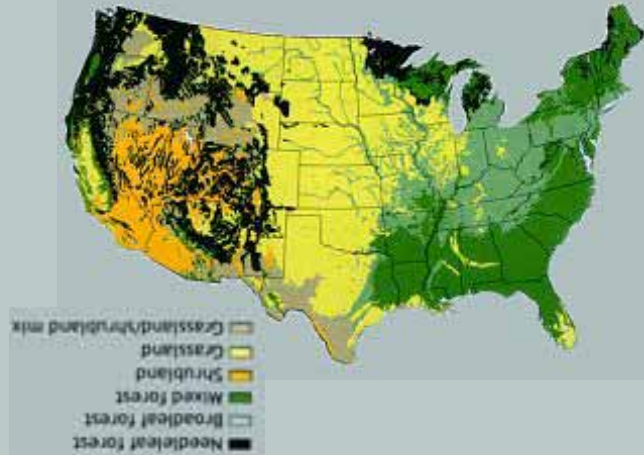 Needleleaf forest
Broadleaf forest
Mixed forest
Shrubland
Grassland
Grassland/shrubland mix